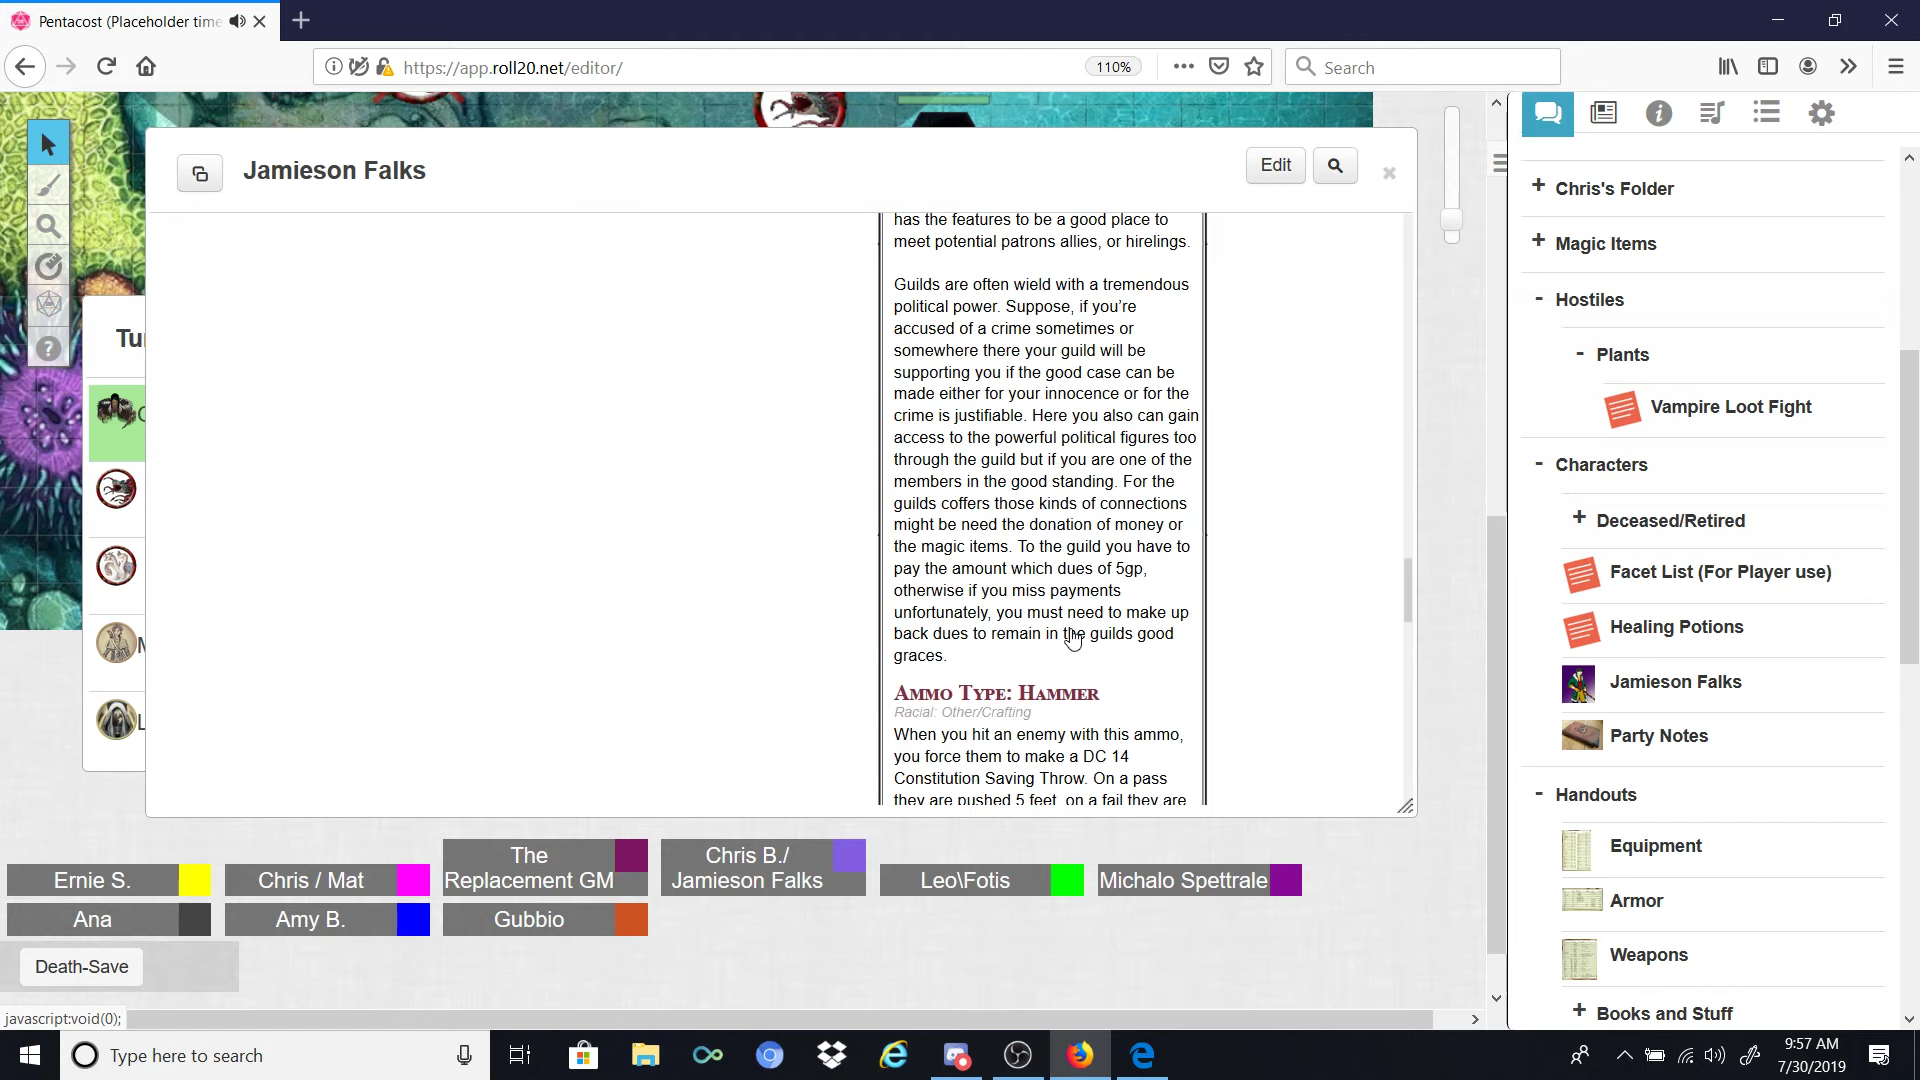 Pentacost (Placeholder time
https://app.roll20.net/editor/
110%
Search
Jamieson Falks
Edit
Tu
has the features to be a good place to
meet potential patrons allies, or hirelings.
Guilds are often wield with a tremendous
political power. Suppose, if you're
accused of a crime sometimes or
somewhere there your guild will be
supporting you if the good case can be
made either for your innocence or for the
crime is justifiable. Here you also can gain
access to the powerful political figures too
through the guild but if you are one of the
members in the good standing. For the
guilds coffers those kinds of connections
might be need the donation of money or
the magic items. To the guild you have to
pay the amount which dues of 5gp,
otherwise if you miss payments
unfortunately, you must need to make up
back dues to remain in the guilds good
graces.
Ammo Type: Hammer
Racial: Other/Crafting
When you hit an enemy with this ammo,
you force them to make a DC 14
Constitution Saving Throw. On a pass
they are pushed 5 feet, on a fail they are
Chris's Folder
Magic Items
Hostiles
Plants
Vampire Loot Fight
Characters
Deceased/Retired
Facet List (For Player use)
Healing Potions
Jamieson Falks
Party Notes
Handouts
Equipment
Armor
Weapons
Books and Stuff
Ernie S.
Chris / Mat
The
Replacement GM
Chris B./
Jamieson Falks
Leo\Fotis
Michalo Spettrale
Ana
Amy B.
Gubbio
Death-Save
javascript:void(0);
Type here to search
9:57 AM
7/30/2019